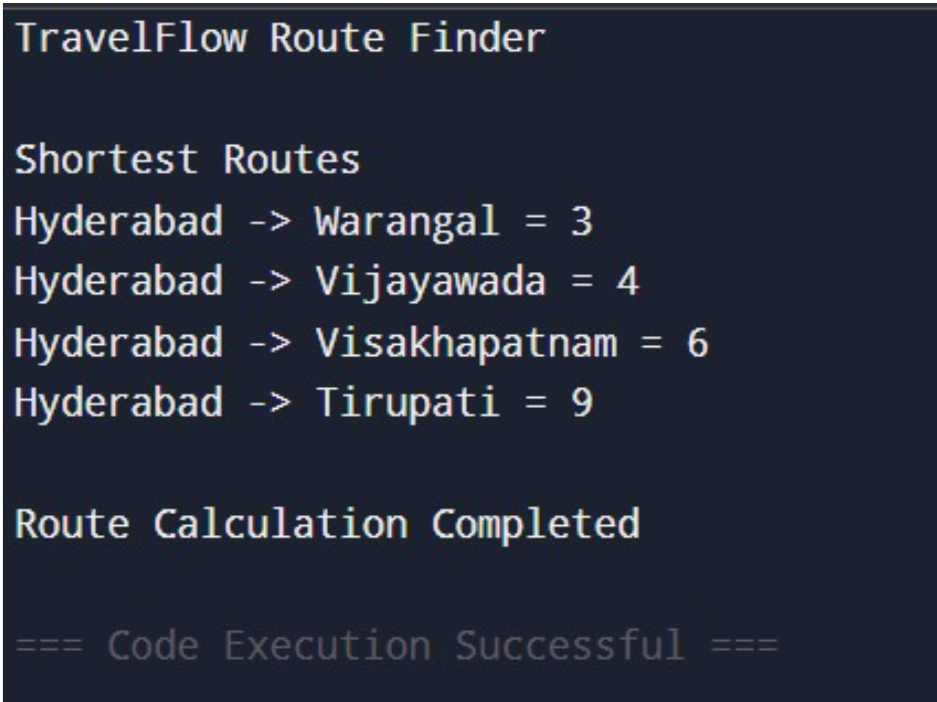 TravelFlow Route Finder
Shortest Routes
Hyderabad -> Warangal = 3
Hyderabad -> Vijayawada = 4
Hyderabad -> Visakhapatnam = 6
Hyderabad -> Tirupati = 9
Route Calculation Completed
=== Code Execution Successful ===